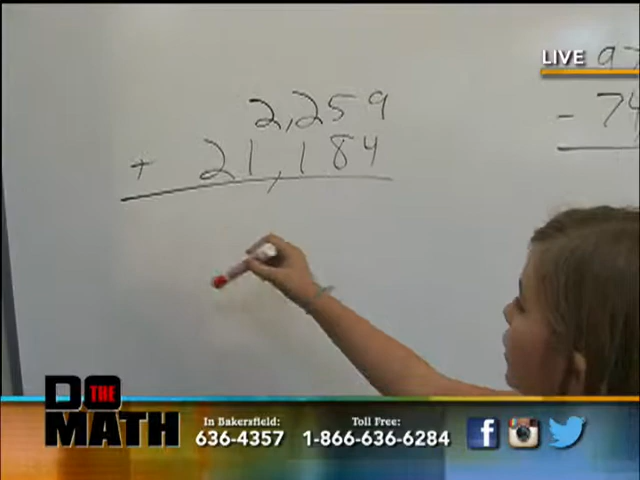 LIVE
2,259
+ 21,184
97
- 74
DO THE MATH
In Bakersfield: 636-4357
Toll Free: 1-866-636-6284